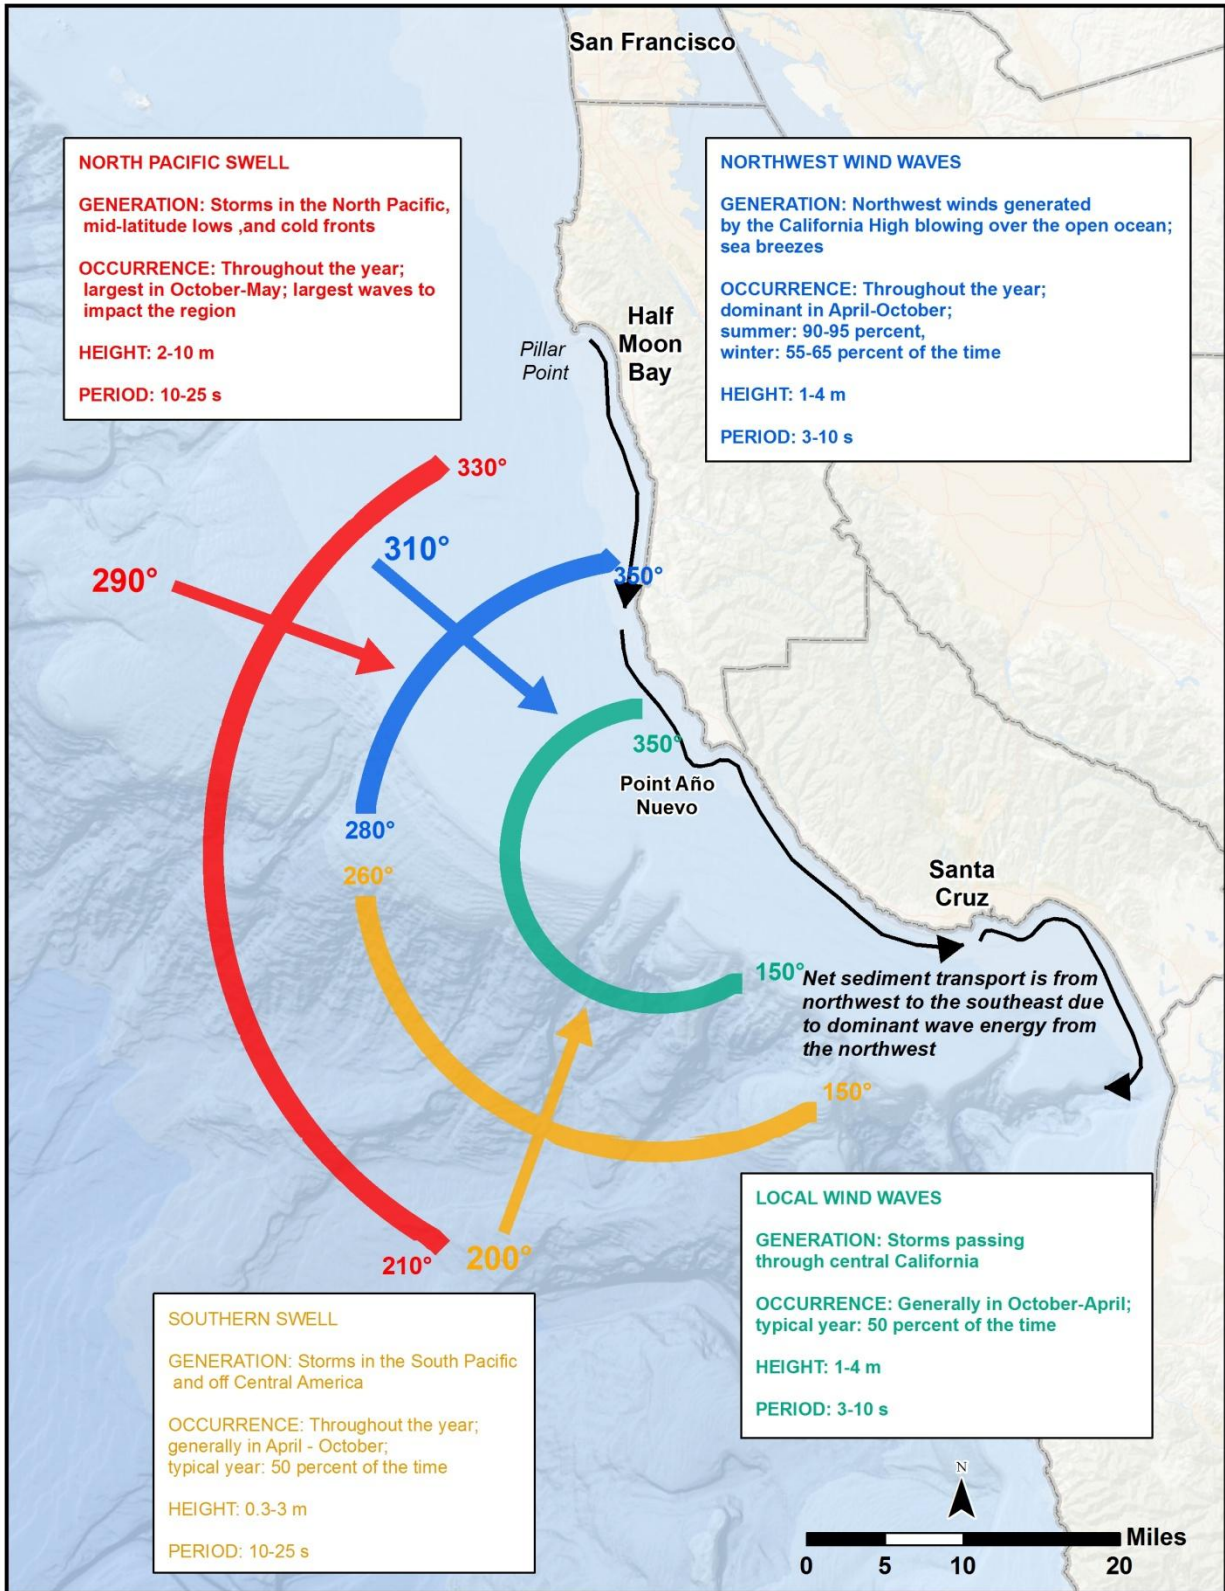 San Francisco
NORTH PACIFIC SWELL
GENERATION: Storms in the North Pacific,
mid-latitude lows ,and cold fronts
OCCURRENCE: Throughout the year;
largest in October-May; largest waves to
impact the region
HEIGHT: 2-10 m
PERIOD: 10-25 s
NORTHWEST WIND WAVES
GENERATION: Northwest winds generated
by the California High blowing over the open ocean;
sea breezes
OCCURRENCE: Throughout the year;
dominant in April-October;
summer: 90-95 percent,
winter: 55-65 percent of the time
HEIGHT: 1-4 m
PERIOD: 3-10 s
Half
Moon
Bay
Pillar
Point
330°
310°
290°
350°
350°
Point Año
Nuevo
280°
260°
Santa
Cruz
150°
Net sediment transport is from
northwest to the southeast due
to dominant wave energy from
the northwest
150°
200°
210°
LOCAL WIND WAVES
GENERATION: Storms passing
through central California
OCCURRENCE: Generally in October-April;
typical year: 50 percent of the time
HEIGHT: 1-4 m
PERIOD: 3-10 s
SOUTHERN SWELL
GENERATION: Storms in the South Pacific
and off Central America
OCCURRENCE: Throughout the year;
generally in April - October;
typical year: 50 percent of the time
HEIGHT: 0.3-3 m
PERIOD: 10-25 s
N
Miles
0 5 10 20